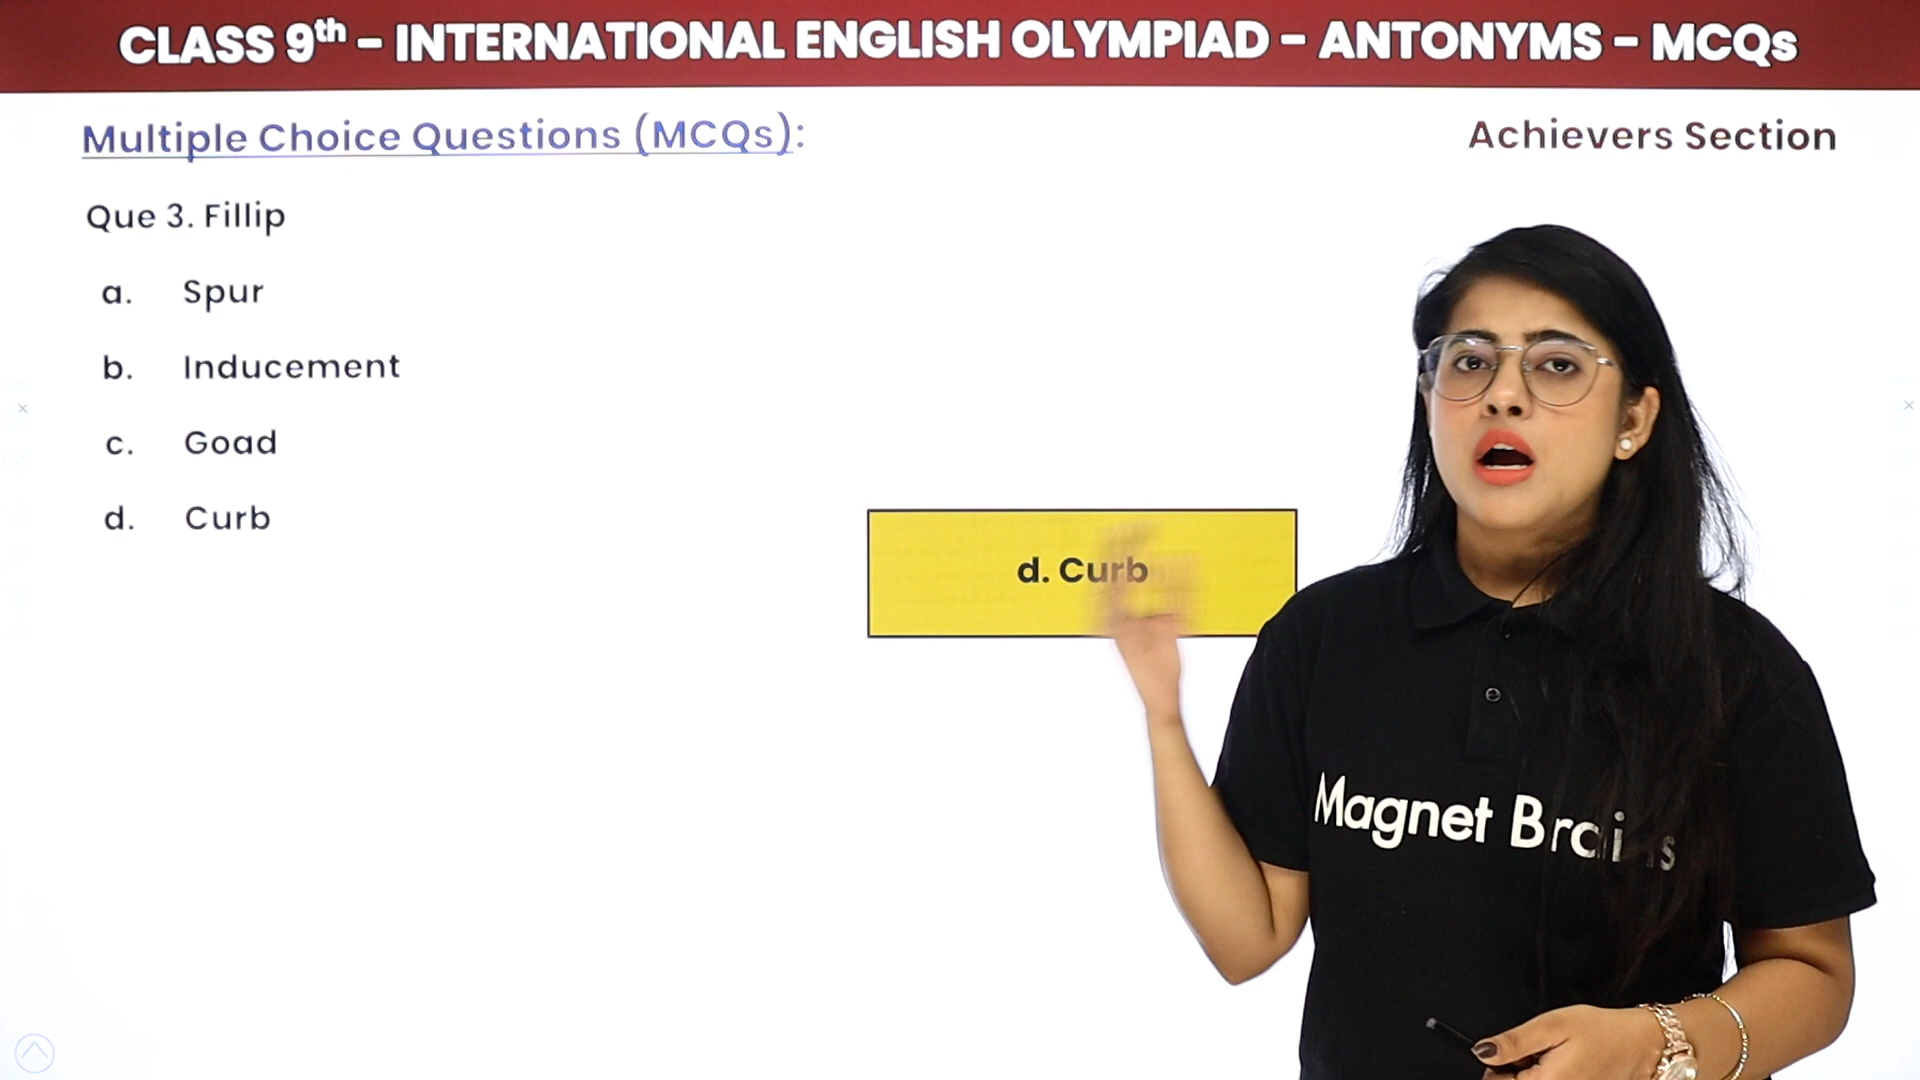 CLASS 9th - INTERNATIONAL ENGLISH OLYMPIAD - ANTONYMS - MCQs
Multiple Choice Questions (MCQs):
Achievers Section
Que 3. Fillip
a. Spur
b. Inducement
c. Goad
d. Curb
d. Curb
Magnet Brains